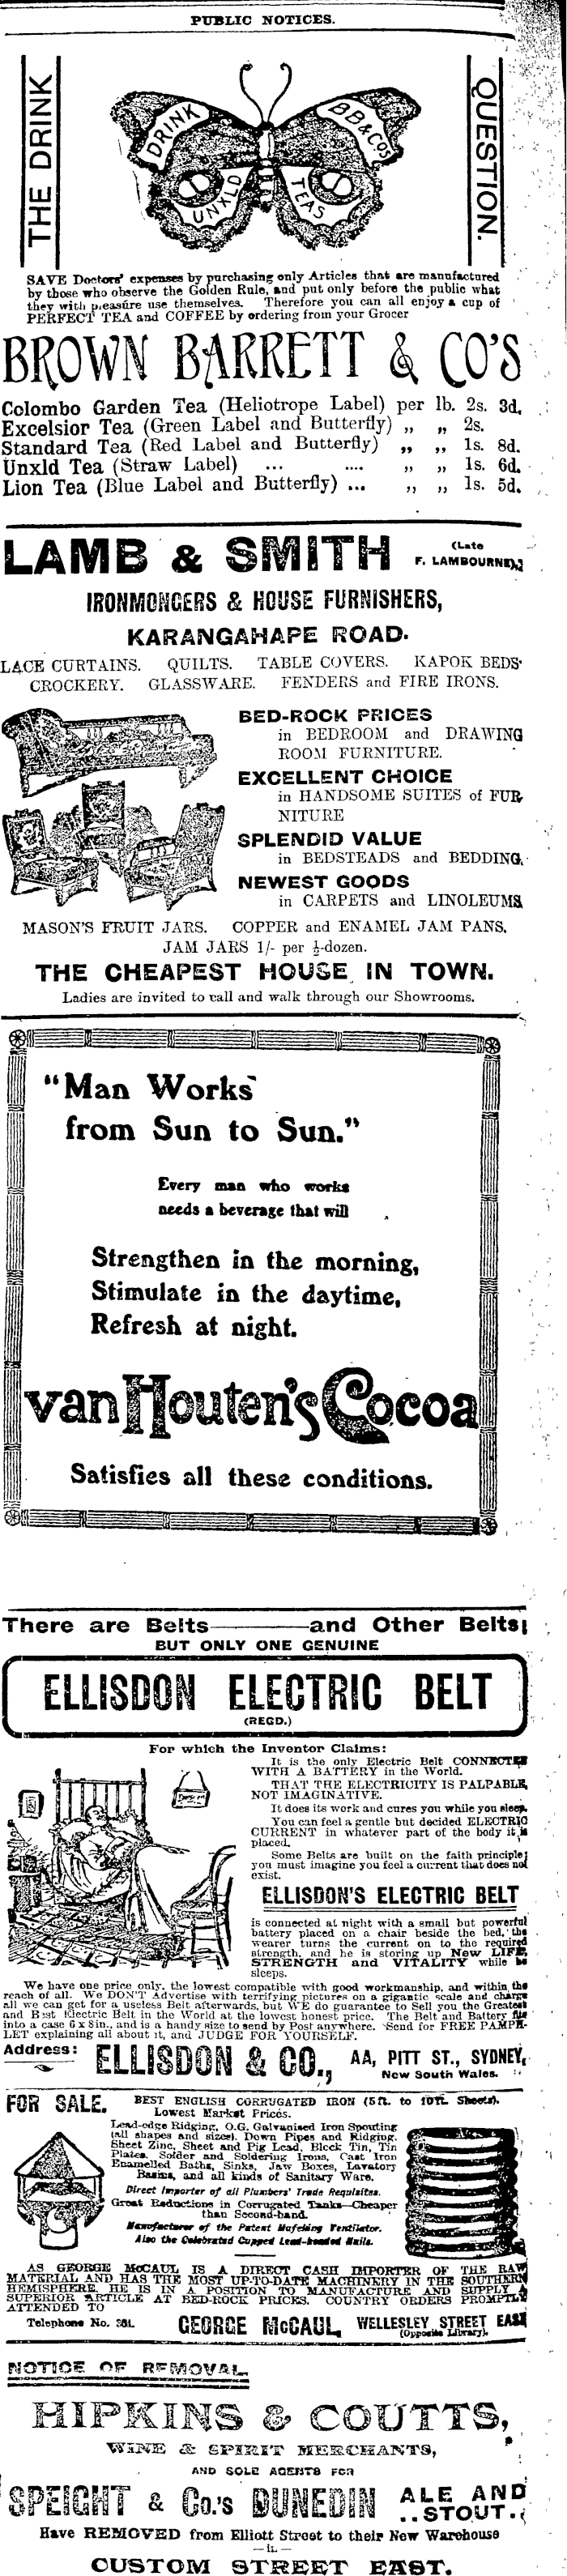 PUBLIC NOTICES.
THE DRINK
QUESTION.
DRINK
BB&CO'S
UNXLD
TEAS
SAVE Doctors' expenses by purchasing only Articles that are manufactured
by those who observe the Golden Rule, and put only before the public what
they with pleasure use themselves. Therefore you can all enjoy a cup of
PERFECT TEA and COFFEE by ordering from your Grocer
BROWN BARRETT & CO'S
Colombo Garden Tea (Heliotrope Label) per lb. 2s. 3d.
Excelsior Tea (Green Label and Butterfly) „ „ 2s.
Standard Tea (Red Label and Butterfly) „ „ 1s. 8d.
Unxld Tea (Straw Label) ... .... „ „ 1s. 6d.
Lion Tea (Blue Label and Butterfly) ... „ „ 1s. 5d.
LAMB & SMITH (Late
F. LAMBOURNE),
IRONMONGERS & HOUSE FURNISHERS,
KARANGAHAPE ROAD.
LACE CURTAINS. QUILTS. TABLE COVERS. KAPOK BEDS.
CROCKERY. GLASSWARE. FENDERS and FIRE IRONS.
BED-ROCK PRICES
in BEDROOM and DRAWING
ROOM FURNITURE.
EXCELLENT CHOICE
in HANDSOME SUITES of FUR
NITURE
SPLENDID VALUE
in BEDSTEADS and BEDDING.
NEWEST GOODS
in CARPETS and LINOLEUMS
MASON'S FRUIT JARS. COPPER and ENAMEL JAM PANS.
JAM JARS 1/- per ½-dozen.
THE CHEAPEST HOUSE IN TOWN.
Ladies are invited to call and walk through our Showrooms.
"Man Works
from Sun to Sun."
Every man who works
needs a beverage that will
Strengthen in the morning,
Stimulate in the daytime,
Refresh at night.
van Houten's Cocoa
Satisfies all these conditions.
There are Belts——and Other Belts;
BUT ONLY ONE GENUINE
ELLISDON ELECTRIC BELT
(REGD.)
For which the Inventor Claims:
It is the only Electric Belt CONNECTED
WITH A BATTERY in the World.
THAT THE ELECTRICITY IS PALPABLE,
NOT IMAGINATIVE.
It does its work and cures you while you sleep.
You can feel a gentle but decided ELECTRIC
CURRENT in whatever part of the body it is
placed.
Some Belts are built on the faith principle;
you must imagine you feel a current that does not
exist.
ELLISDON'S ELECTRIC BELT
is connected at night with a small but powerful
battery placed on a chair beside the bed, the
wearer turns the current on to the required
strength, and he is storing up New LIFE,
STRENGTH and VITALITY while he
sleeps.
We have one price only, the lowest compatible with good workmanship, and within the
reach of all. We DON'T Advertise with terrifying pictures on a gigantic scale and charge
all we can get for a useless Belt afterwards, but WE do guarantee to Sell you the Greatest
and Best Electric Belt in the World at the lowest honest price. The Belt and Battery fits
into a case 6 x 8in., and is a handy size to send by Post anywhere. Send for FREE PAMPH-
LET explaining all about it, and JUDGE FOR YOURSELF.
Address: ELLISDON & CO., AA, PITT ST., SYDNEY,
New South Wales.
FOR SALE. BEST ENGLISH CORRUGATED IRON (5ft. to 10ft. Sheets).
Lowest Market Prices.
Lead-edge Ridging, O.G. Galvanised Iron Spouting
(all shapes and sizes). Down Pipes and Ridging,
Sheet Zinc, Sheet and Pig Lead, Block Tin, Tin
Plates, Solder and Soldering Irons, Cast Iron
Enamelled Baths, Sinks, Jaw Boxes, Lavatory
Basins, and all kinds of Sanitary Ware.
Direct Importer of all Plumbers' Trade Requisites.
Great Reductions in Corrugated Tanks—Cheaper
than Second-hand.
Manufacturer of the Patent Ventilator.
Also the Celebrated Cupped Lead-headed Nails.
AS GEORGE McCAUL IS A DIRECT CASH IMPORTER OF THE RAW
MATERIAL AND HAS THE MOST UP-TO-DATE MACHINERY IN THE SOUTHERN
HEMISPHERE, HE IS IN A POSITION TO MANUFACTURE AND SUPPLY A
SUPERIOR ARTICLE AT BED-ROCK PRICES. COUNTRY ORDERS PROMPTLY
ATTENDED TO
Telephone No. GEORGE McCAUL, WELLESLEY STREET EAST
(Opposite Library).
NOTICE OF REMOVAL.
HIPKINS & COUTTS,
WINE & SPIRIT MERCHANTS,
AND SOLE AGENTS FOR
SPEIGHT & Co.'s DUNEDIN ALE AND
..STOUT..
Have REMOVED from Elliott Street to their New Warehouse
—in—
CUSTOM STREET EAST.